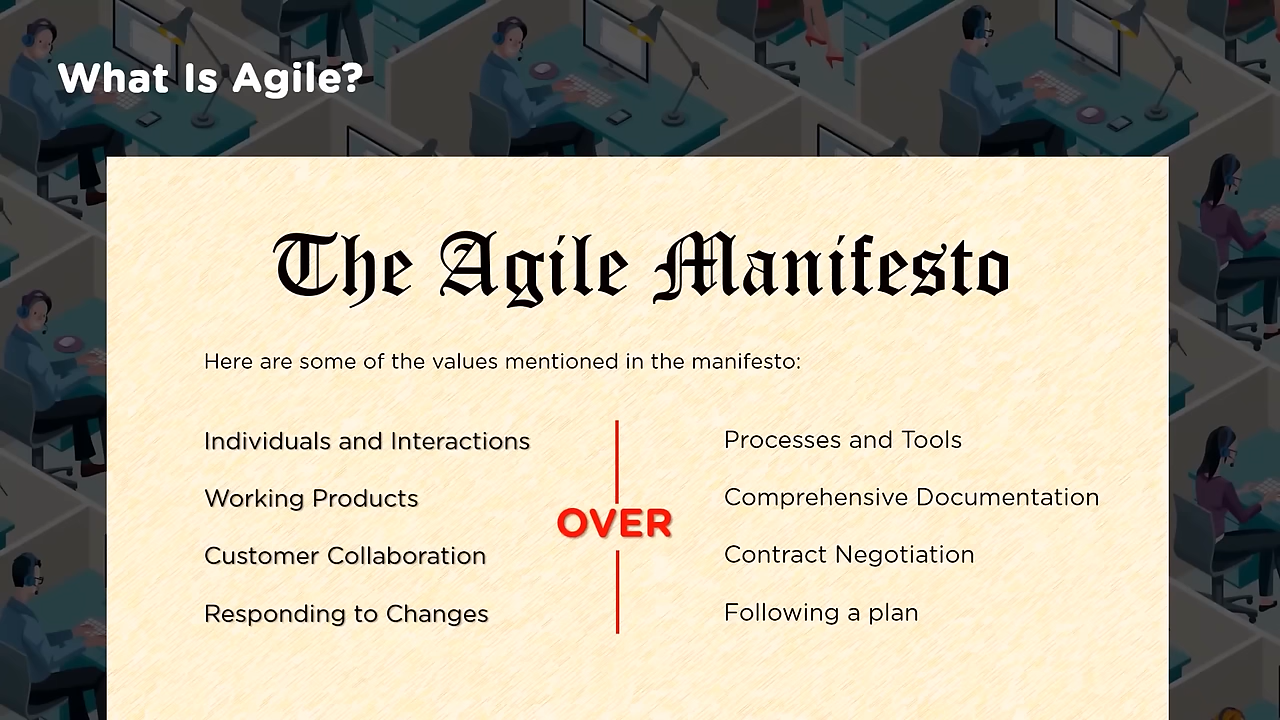 What Is Agile?
The Agile Manifesto
Here are some of the values mentioned in the manifesto:
Individuals and Interactions
Working Products
Customer Collaboration
Responding to Changes
OVER
Processes and Tools
Comprehensive Documentation
Contract Negotiation
Following a plan